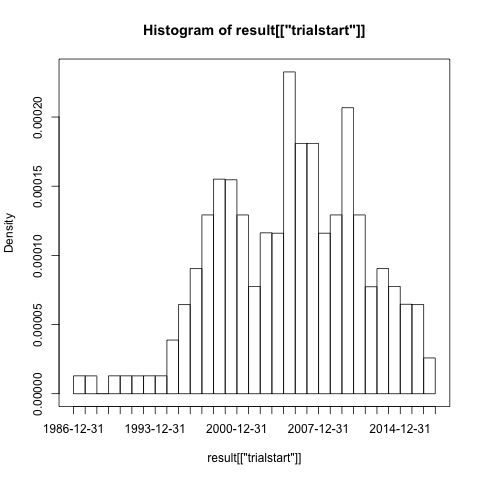 Histogram of result[["trialstart"]]
Density
0.00020
0.00015
0.00010
0.00005
0.00000
1986-12-31 1993-12-31 2000-12-31 2007-12-31 2014-12-31
result[["trialstart"]]